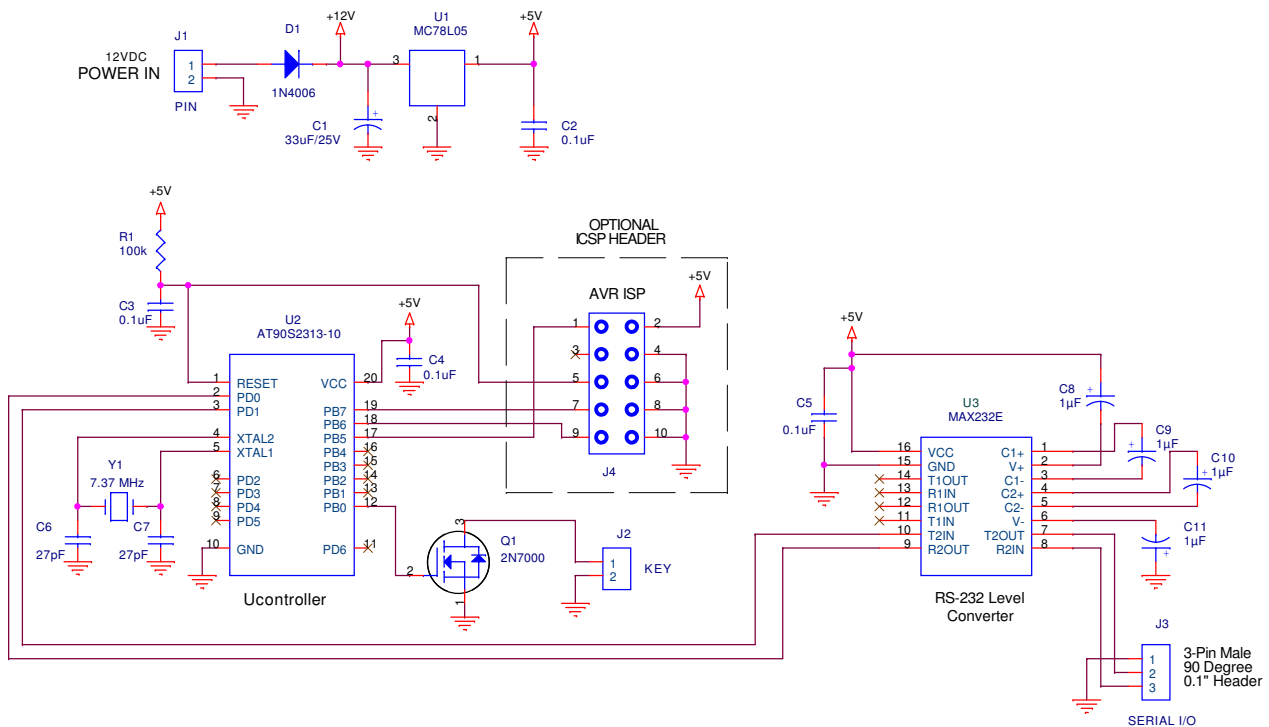 +12V
+5V
U1
MC78L05
J1
D1
12VDC
POWER IN
1
2
3
1
1N4006
PIN
2
C1
33uF/25V
+
C2
0.1uF
+5V
R1
100k
OPTIONAL
ICSP HEADER
+5V
AVR ISP
C3
0.1uF
U2
AT90S2313-10
+5V
C4
0.1uF
1 2
3 4
5 6
7 8
9 10
J4
1 RESET VCC 20
2 PD0
3 PD1 PB7 19
PB6 18
4 XTAL2 PB5 17
5 XTAL1 PB4 16
PB3 15
6 PD2 PB2 14
7 PD3 PB1 13
8 PD4 PB0 12
9 PD5
10 GND PD6 11
Ucontroller
Y1
7.37 MHz
C6
27pF
C7
27pF
3
2
1
Q1
2N7000
J2
1
2
KEY
+5V
C5
0.1uF
U3
MAX232E
C8
1µF
+
C9
1µF
+
C10
1µF
+
C11
1µF
+
16 VCC C1+ 1
15 GND V+ 2
14 T1OUT C1- 3
13 R1IN C2+ 4
12 R1OUT C2- 5
11 T1IN V- 6
10 T2IN T2OUT 7
9 R2OUT R2IN 8
RS-232 Level
Converter
J3
1
2
3
3-Pin Male
90 Degree
0.1" Header
SERIAL I/O